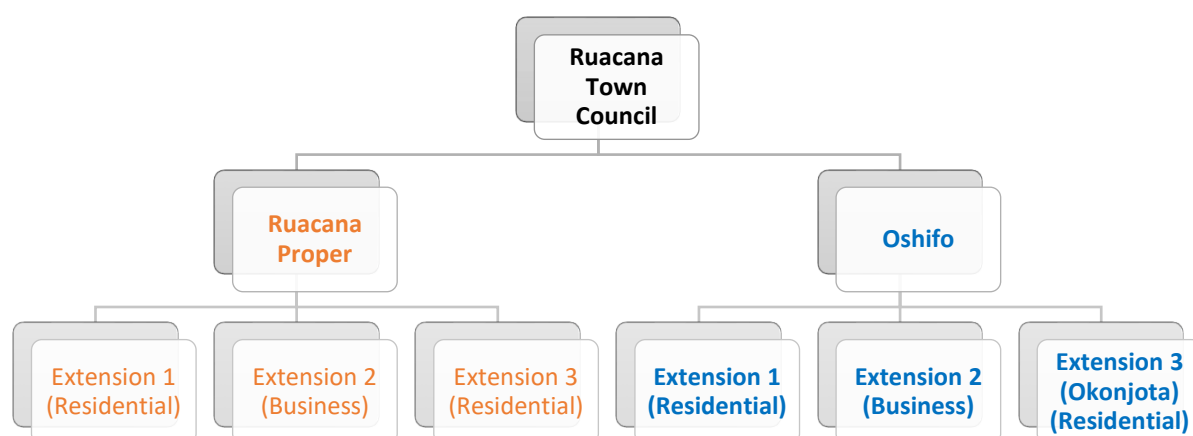 Ruacana
Town
Council
Ruacana
Proper
Oshifo
Extension 1
(Residential)
Extension 2
(Business)
Extension 3
(Residential)
Extension 1
(Residential)
Extension 2
(Business)
Extension 3
(Okonjota)
(Residential)